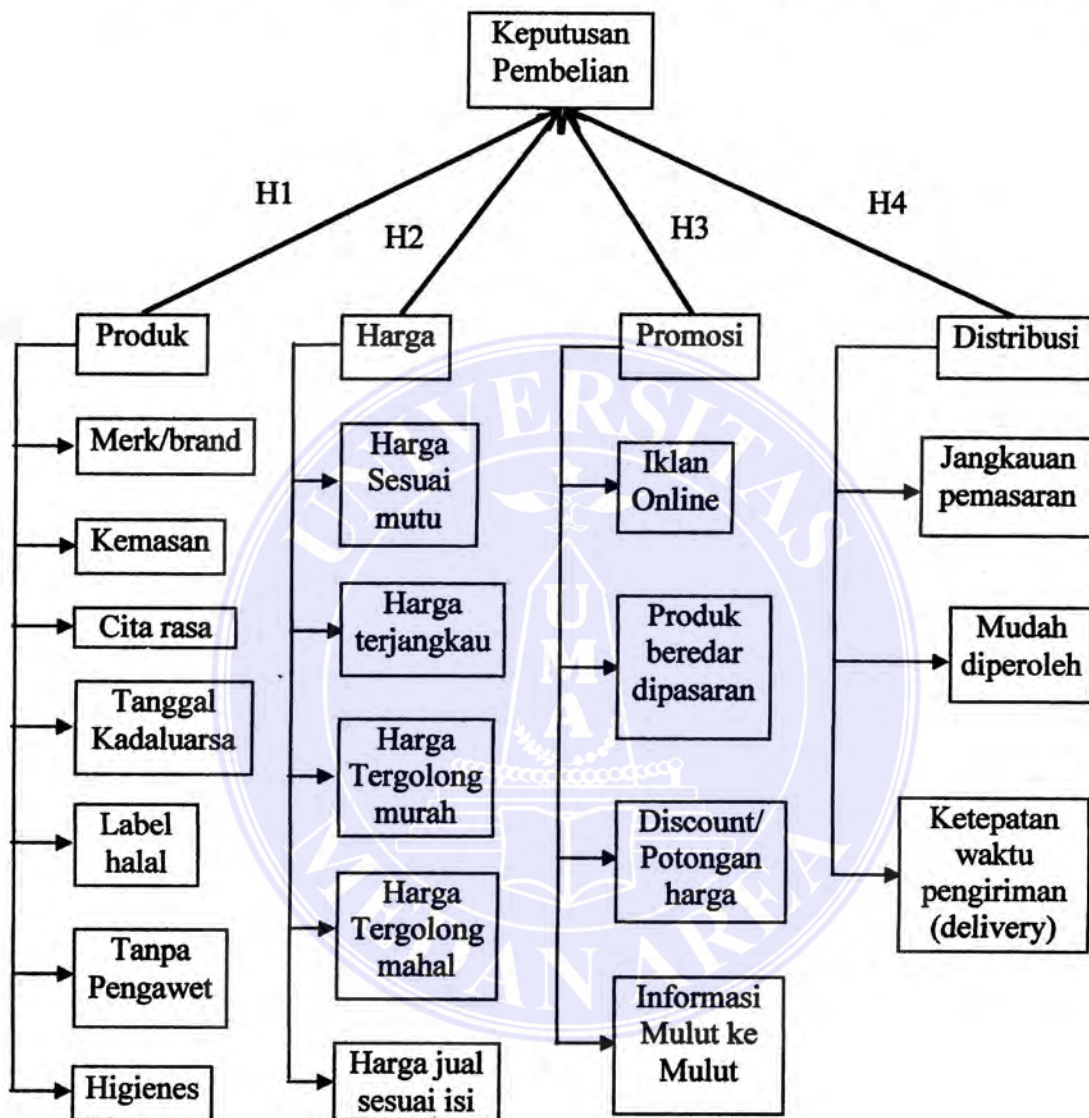 Keputusan
Pembelian
H1
H2
H3
H4
Produk
Merk/brand
Kemasan
Cita rasa
Tanggal
Kadaluarsa
Label
halal
Tanpa
Pengawet
Higienes
Harga
Harga
Sesuai
mutu
Harga
terjangkau
Harga
Tergolong
murah
Harga
Tergolong
mahal
Harga jual
sesuai isi
Promosi
Iklan
Online
Produk
beredar
dipasaran
Discount/
Potongan
harga
Informasi
Mulut ke
Mulut
Distribusi
Jangkauan
pemasaran
Mudah
diperoleh
Ketepatan
waktu
pengiriman
(delivery)
UNIVERSITAS
MEDAN AREA
U
M
A